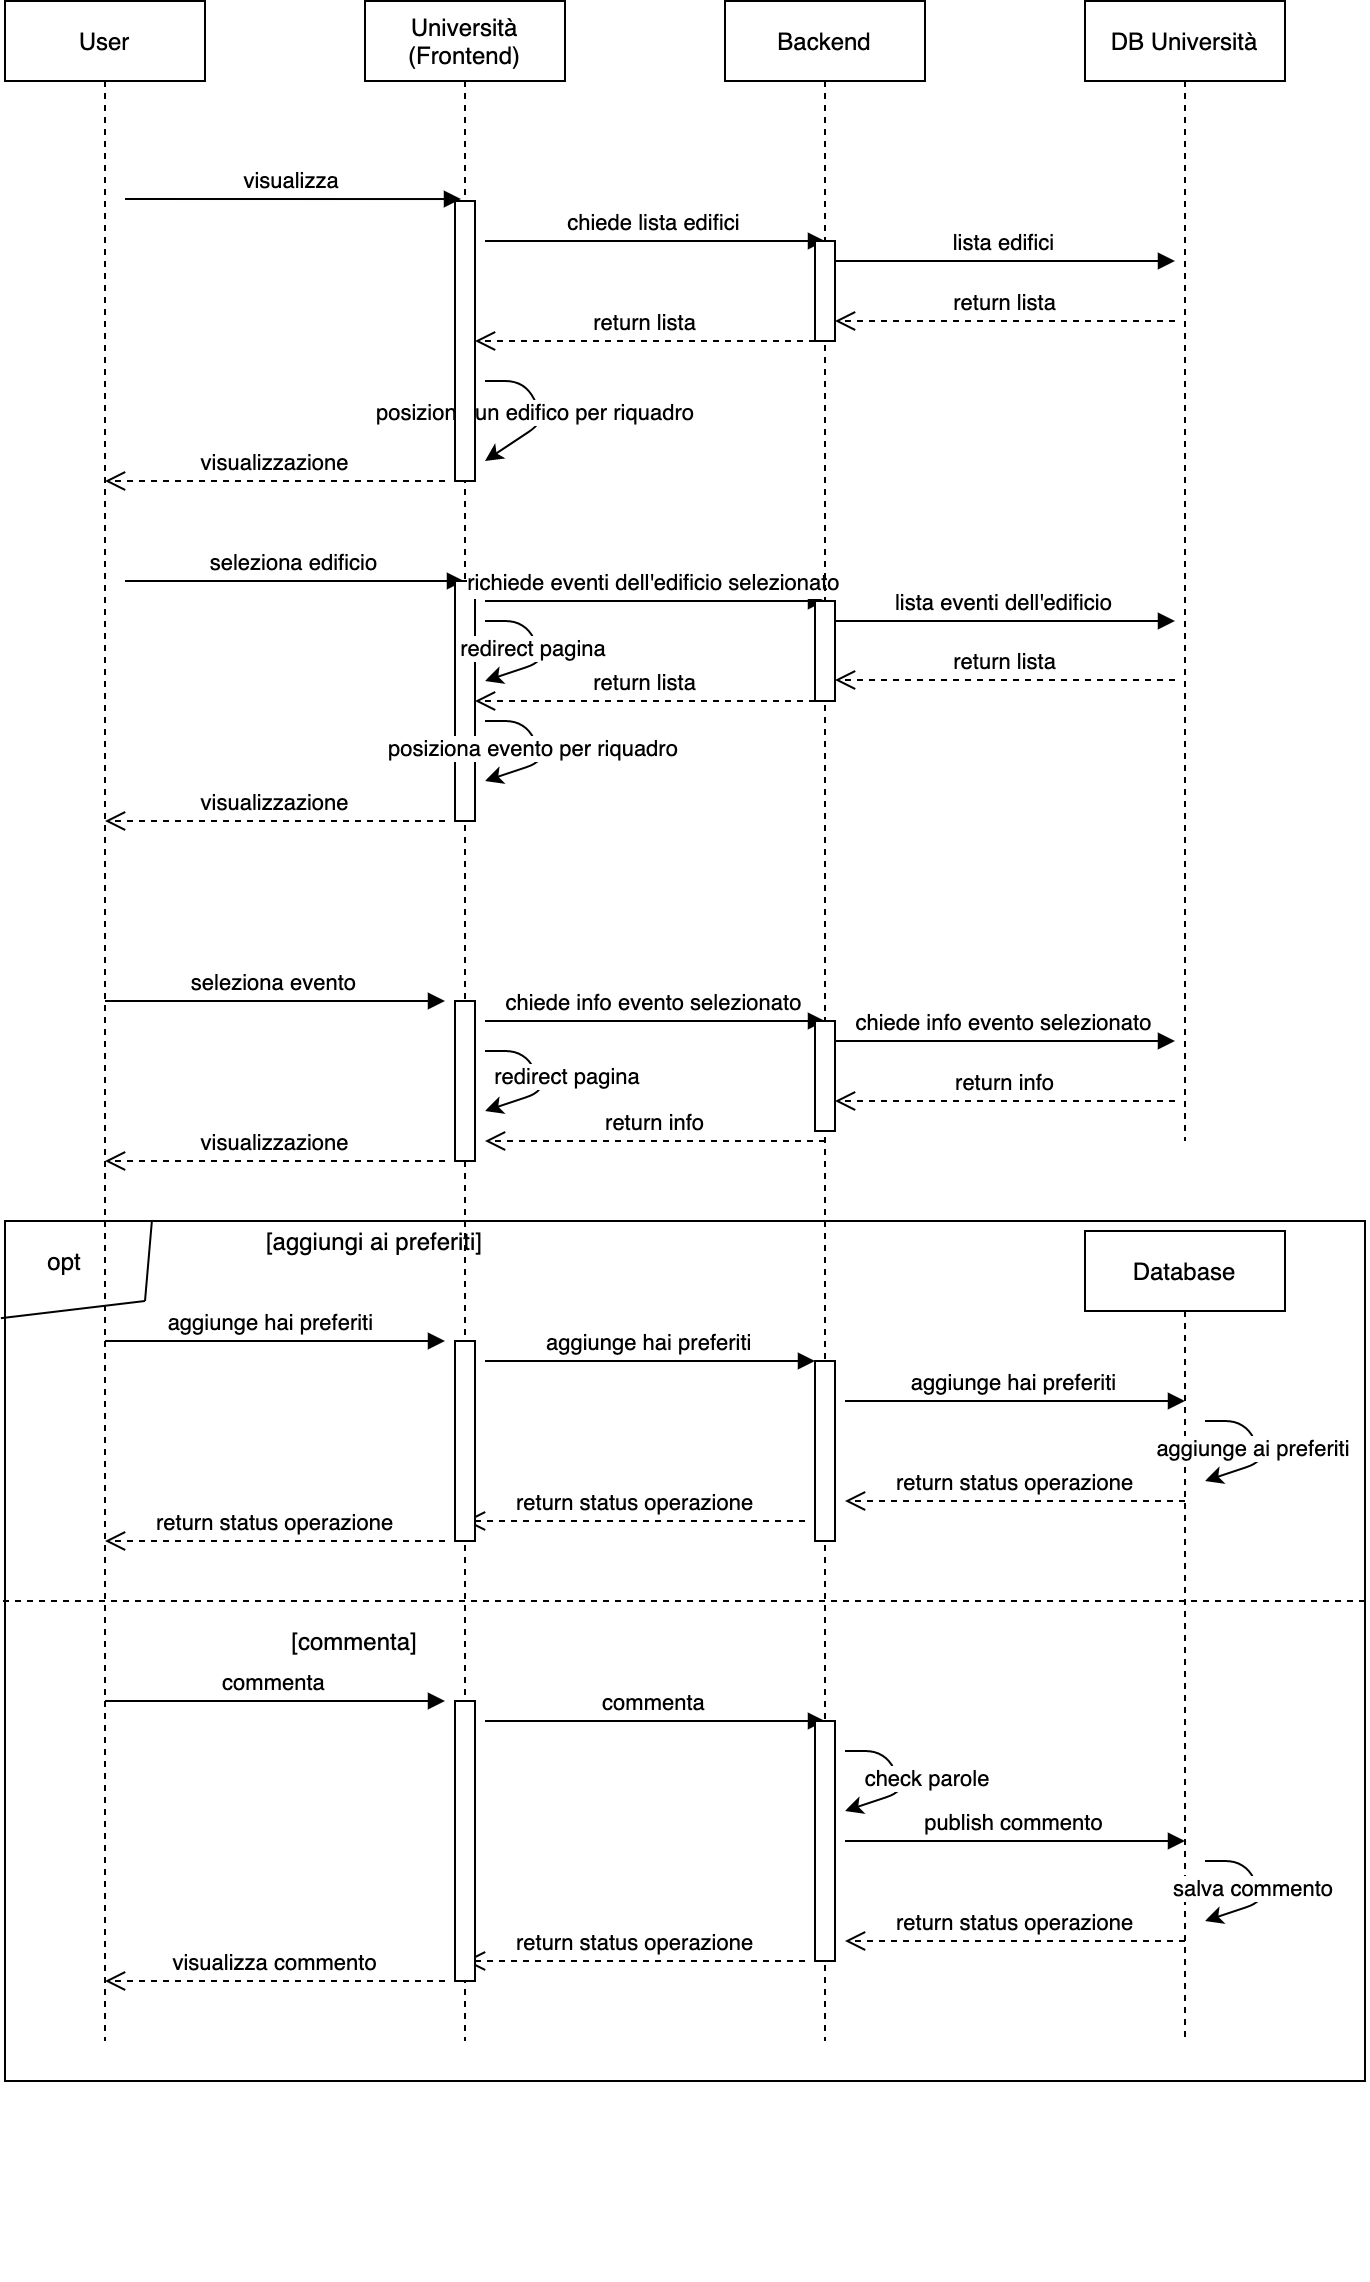 User
Università
(Frontend)
Backend
DB Università
visualizza
chiede lista edifici
lista edifici
return lista
return lista
posizion un edifico per riquadro
visualizzazione
seleziona edificio
richiede eventi dell'edificio selezionato
lista eventi dell'edificio
redirect pagina
return lista
return lista
posiziona evento per riquadro
visualizzazione
seleziona evento
chiede info evento selezionato
chiede info evento selezionato
redirect pagina
return info
return info
visualizzazione
opt
[aggiungi ai preferiti]
Database
aggiunge hai preferiti
aggiunge hai preferiti
aggiunge hai preferiti
aggiunge ai preferiti
return status operazione
return status operazione
return status operazione
[commenta]
commenta
commenta
check parole
publish commento
salva commento
return status operazione
return status operazione
visualizza commento